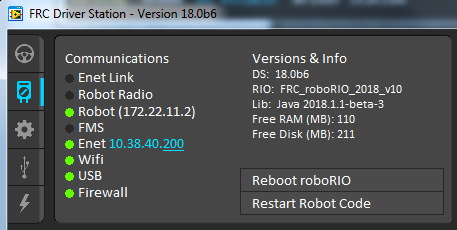 FRC Driver Station - Version 18.0b6
Communications
Enet Link
Robot Radio
Robot (172.22.11.2)
FMS
Enet 10.38.40.200
Wifi
USB
Firewall
Versions & Info
DS: 18.0b6
RIO: FRC_roboRIO_2018_v10
Lib: Java 2018.1.1-beta-3
Free RAM (MB): 110
Free Disk (MB): 211
Reboot roboRIO
Restart Robot Code